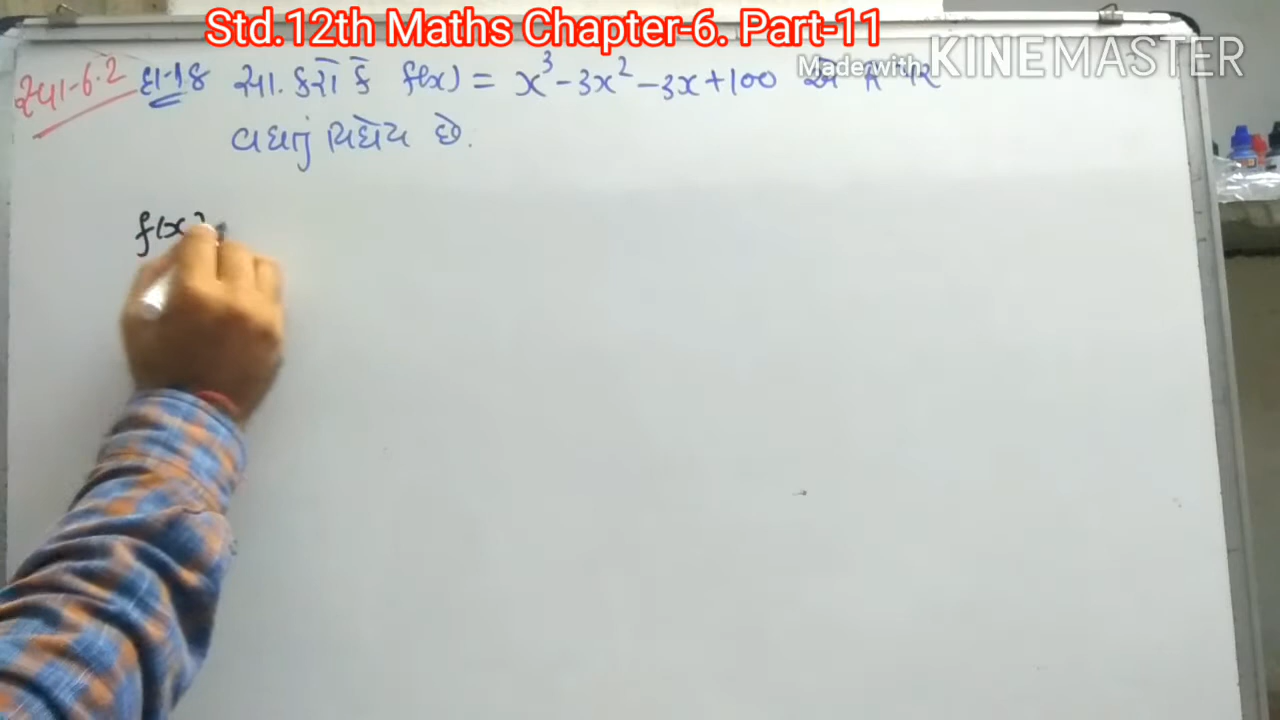 Std.12th Maths Chapter-6. Part-11
Made with KINEMASTER
સ્વા-6.2 દા-18 સા. કરો કે f(x) = x³ - 3x² - 3x + 100 એ R પર
વધતું વિધેય છે.
f(x)